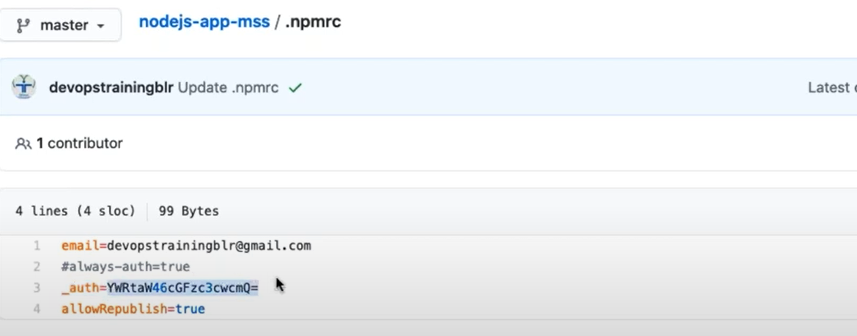 master
nodejs-app-mss / .npmrc
devopstrainingblr Update .npmrc
Latest
1 contributor
4 lines (4 sloc) 99 Bytes
1 email=devopstrainingblr@gmail.com
2 #always-auth=true
3 _auth=YWRtaW46cGFzc3cwcmQ=
4 allowRepublish=true